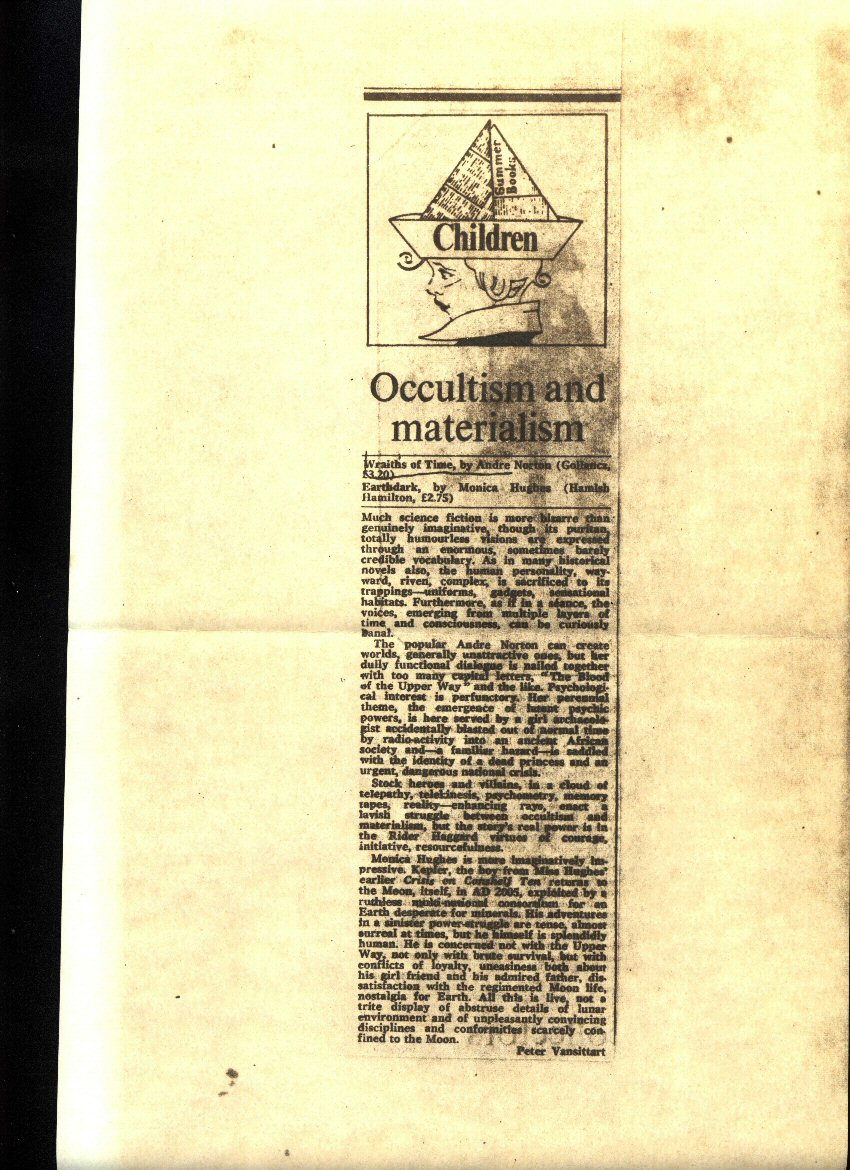 Summer
Books
Children
Occultism and
materialism
Wraiths of Time, by Andre Norton (Gollancz,
£3.20)
Earthdark, by Monica Hughes (Hamish
Hamilton, £2.75)
Much science fiction is more bizarre than
genuinely imaginative, though its puritan,
totally humourless visions are expressed
through an enormous, sometimes barely
credible vocabulary. As in many historical
novels also, the human personality, way-
ward, riven, complex, is sacrificed to its
trappings—uniforms, gadgets, sensational
habitats. Furthermore, as if in a séance, the
voices, emerging from multiple layers of
time and consciousness, can be curiously
banal.
The popular Andre Norton can create
worlds, generally unattractive ones, but her
dully functional dialogue is nailed together
with too many capital letters, "The Blood
of the Upper Way" and the like. Psychologi-
cal interest is perfunctory. Her perennial
theme, the emergence of latent psychic
powers, is here served by a girl archaeolo-
gist accidentally blasted out of normal time
by radio-activity into an ancient African
society and—a familiar hazard—is saddled
with the identity of a dead princess and an
urgent, dangerous national crisis.
Stock heroes and villains, in a cloud of
telepathy, telekinesis, psychometry, memory
tapes, reality—enhancing rays, enact a
lavish struggle between occultism and
materialism, but the story's real power is in
the Rider Haggard virtues of courage,
initiative, resourcefulness.
Monica Hughes is more imaginatively im-
pressive. Kepler, the boy from Miss Hughes'
earlier Crisis on Conshelf Ten returns to
the Moon, itself, in AD 2005, exploited by a
ruthless multi-national consortium for an
Earth desperate for minerals. His adventures
in a sinister power-struggle are tense, almost
surreal at times, but he himself is splendidly
human. He is concerned not with the Upper
Way, not only with brute survival, but with
conflicts of loyalty, uneasiness both about
his girl friend and his admired father, dis-
satisfaction with the regimented Moon life,
nostalgia for Earth. All this is live, not a
trite display of abstruse details of lunar
environment and of unpleasantly convincing
disciplines and conformities scarcely con-
fined to the Moon.
Peter Vansittart